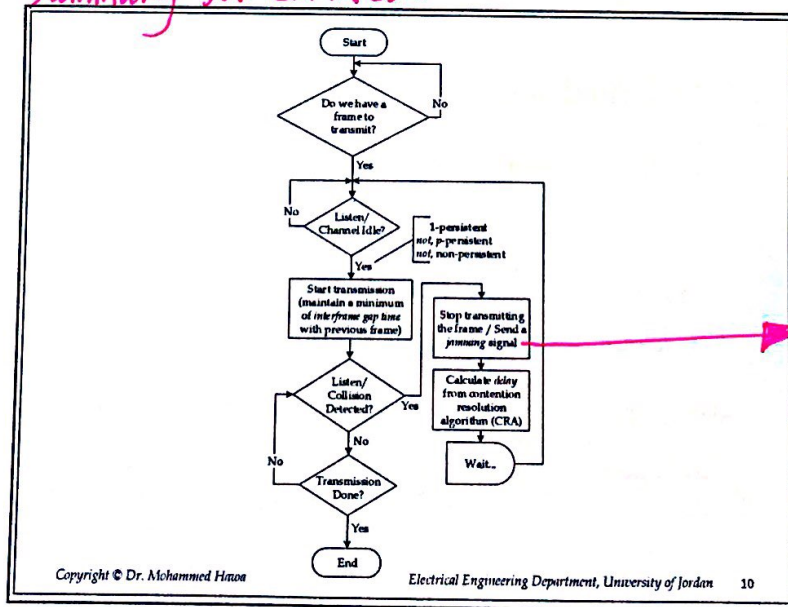 Start
Do we have a
frame to
transmit?
No
Yes
No
Listen/
Channel Idle?
1-persistent
not, p-persistent
not, non-persistent
Yes
Start transmission
(maintain a minimum
of interframe gap time
with previous frame)
Stop transmitting
the frame / Send a
jamming signal
Listen/
Collision
Detected?
Yes
Calculate delay
from contention
resolution
algorithm (CRA)
No
No
Wait...
Transmission
Done?
Yes
End
Copyright © Dr. Mohammed Hawa
Electrical Engineering Department, University of Jordan 10